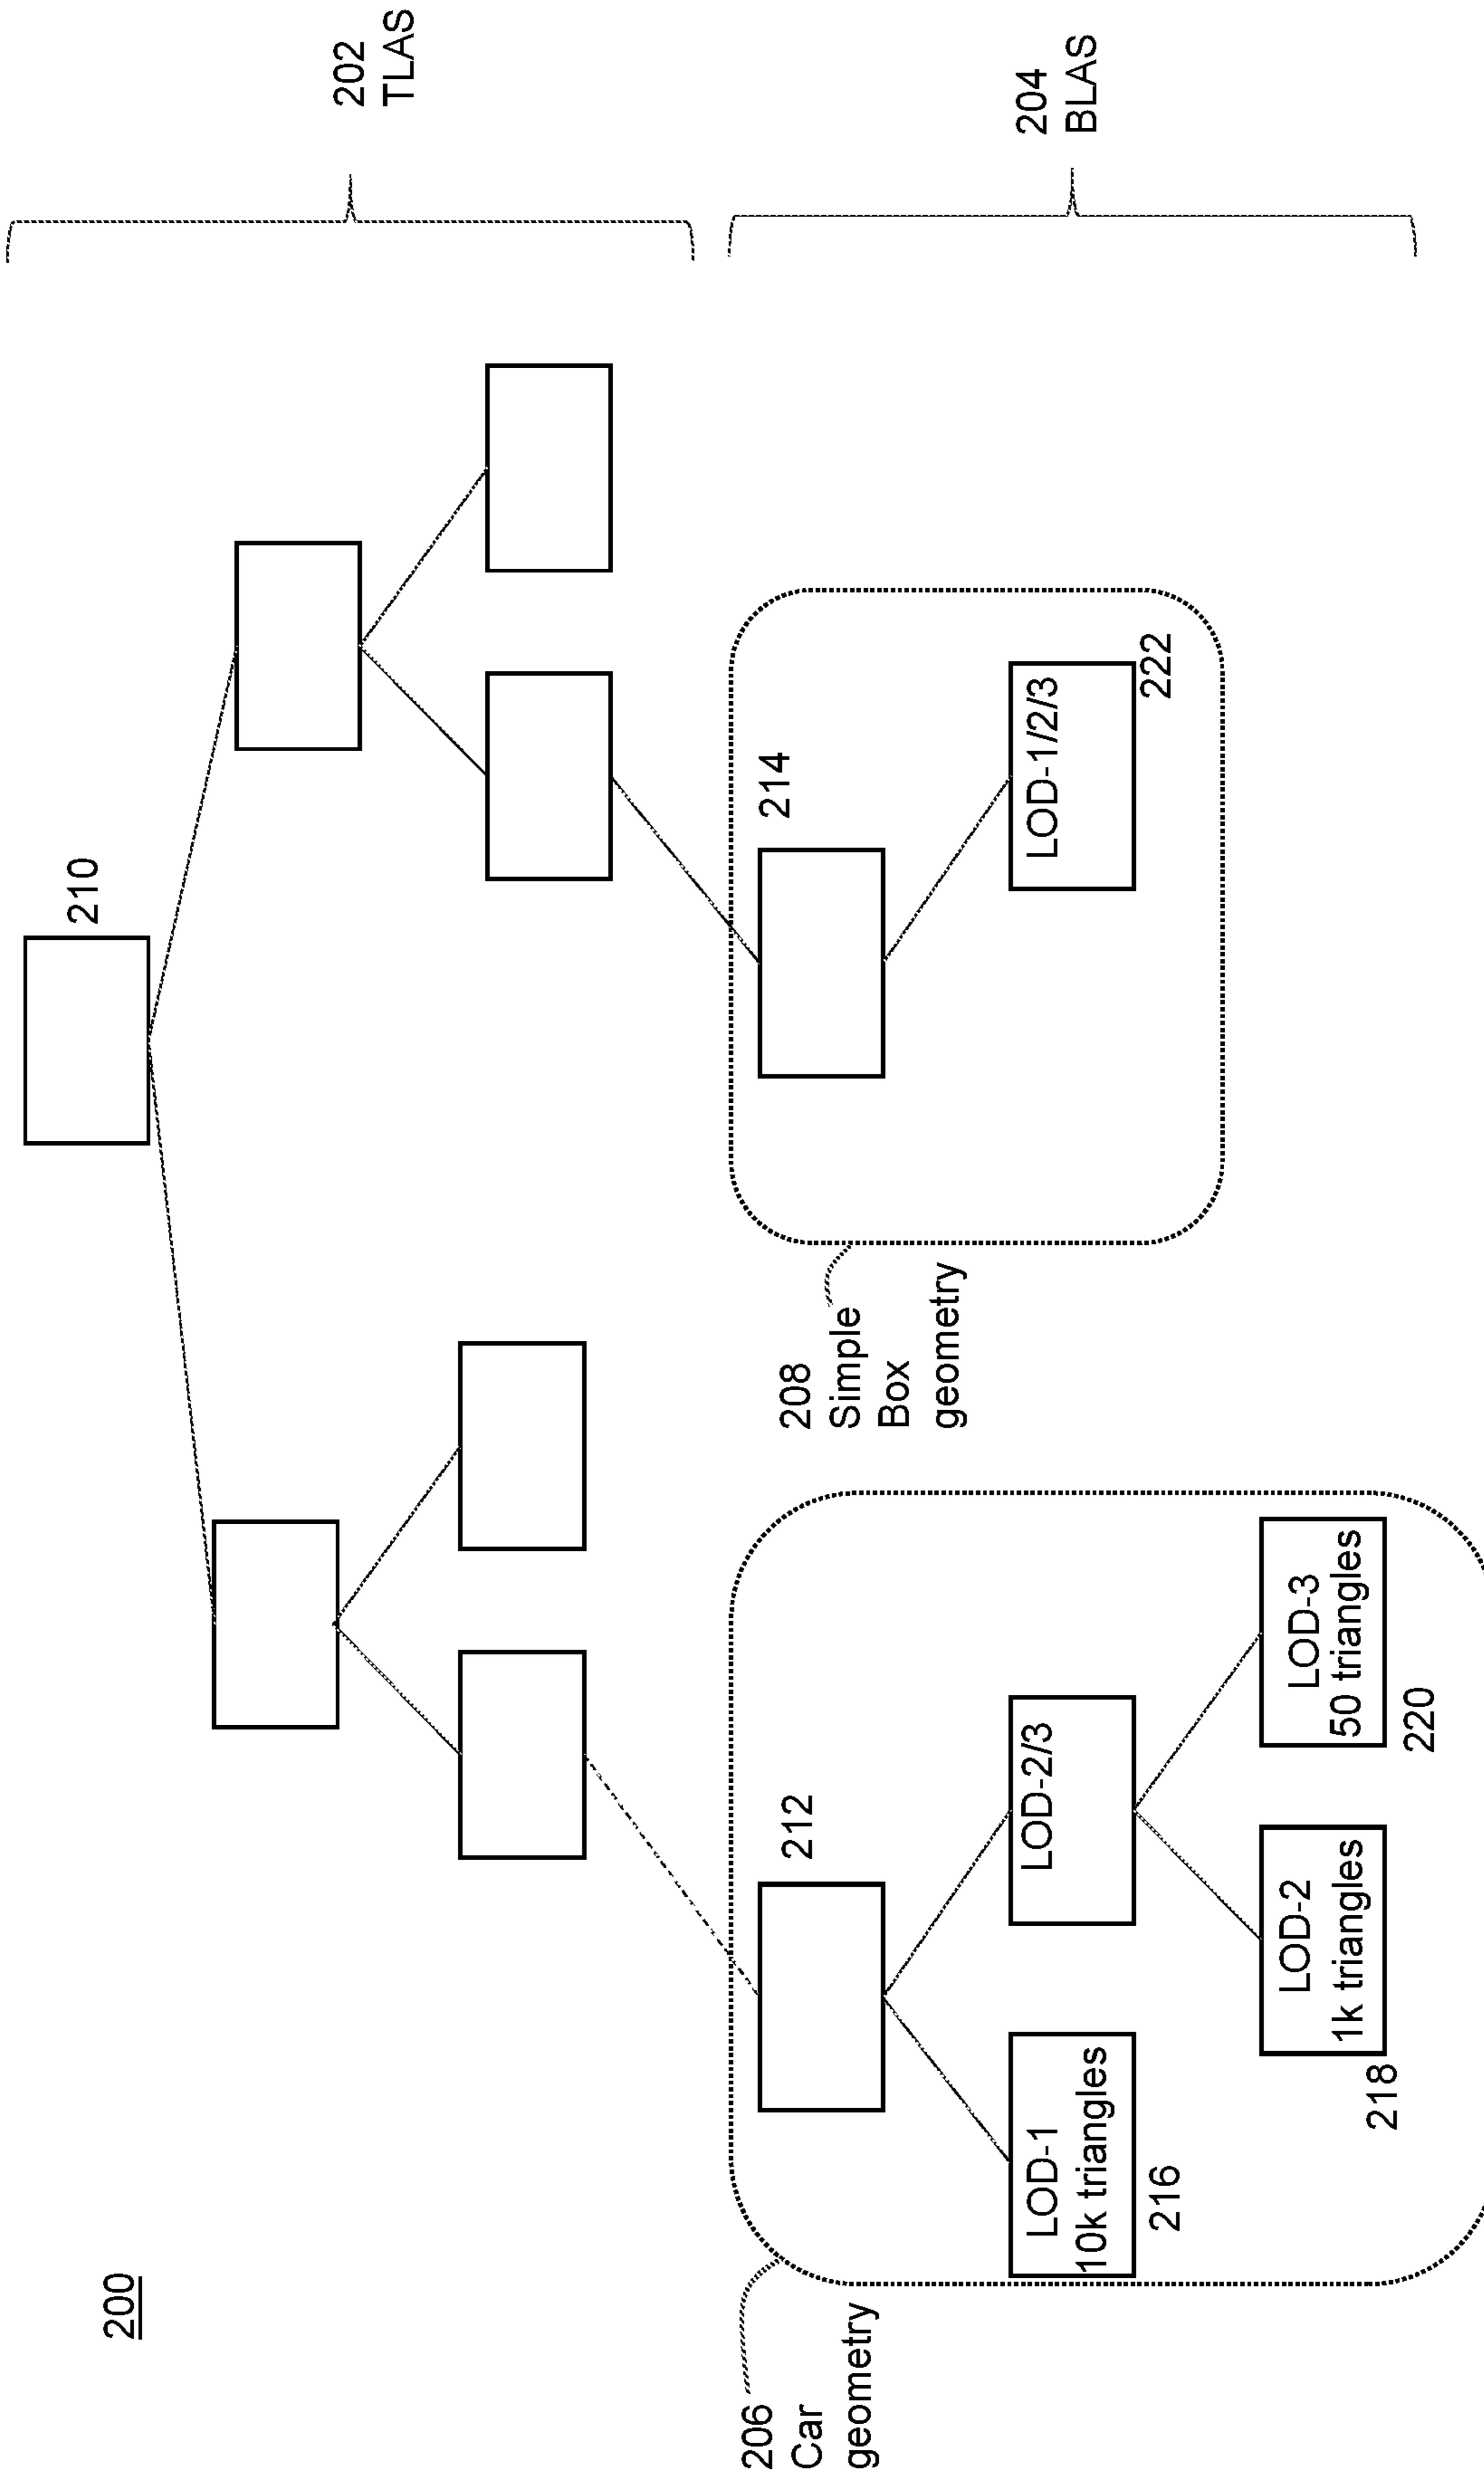 200
210
202
TLAS
206
Car
geometry
212
LOD-1
10k triangles
216
LOD-2/3
LOD-2
1k triangles
218
LOD-3
50 triangles
220
208
Simple
Box
geometry
214
LOD-1/2/3
222
204
BLAS